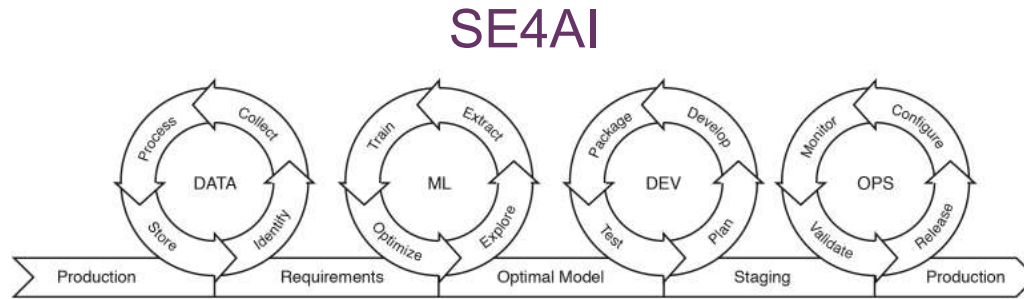 SE4AI
Process
Collect
DATA
Store
Identify
Train
Extract
ML
Optimize
Explore
Package
Develop
DEV
Test
Plan
Monitor
Configure
OPS
Validate
Release
Production
Requirements
Optimal Model
Staging
Production